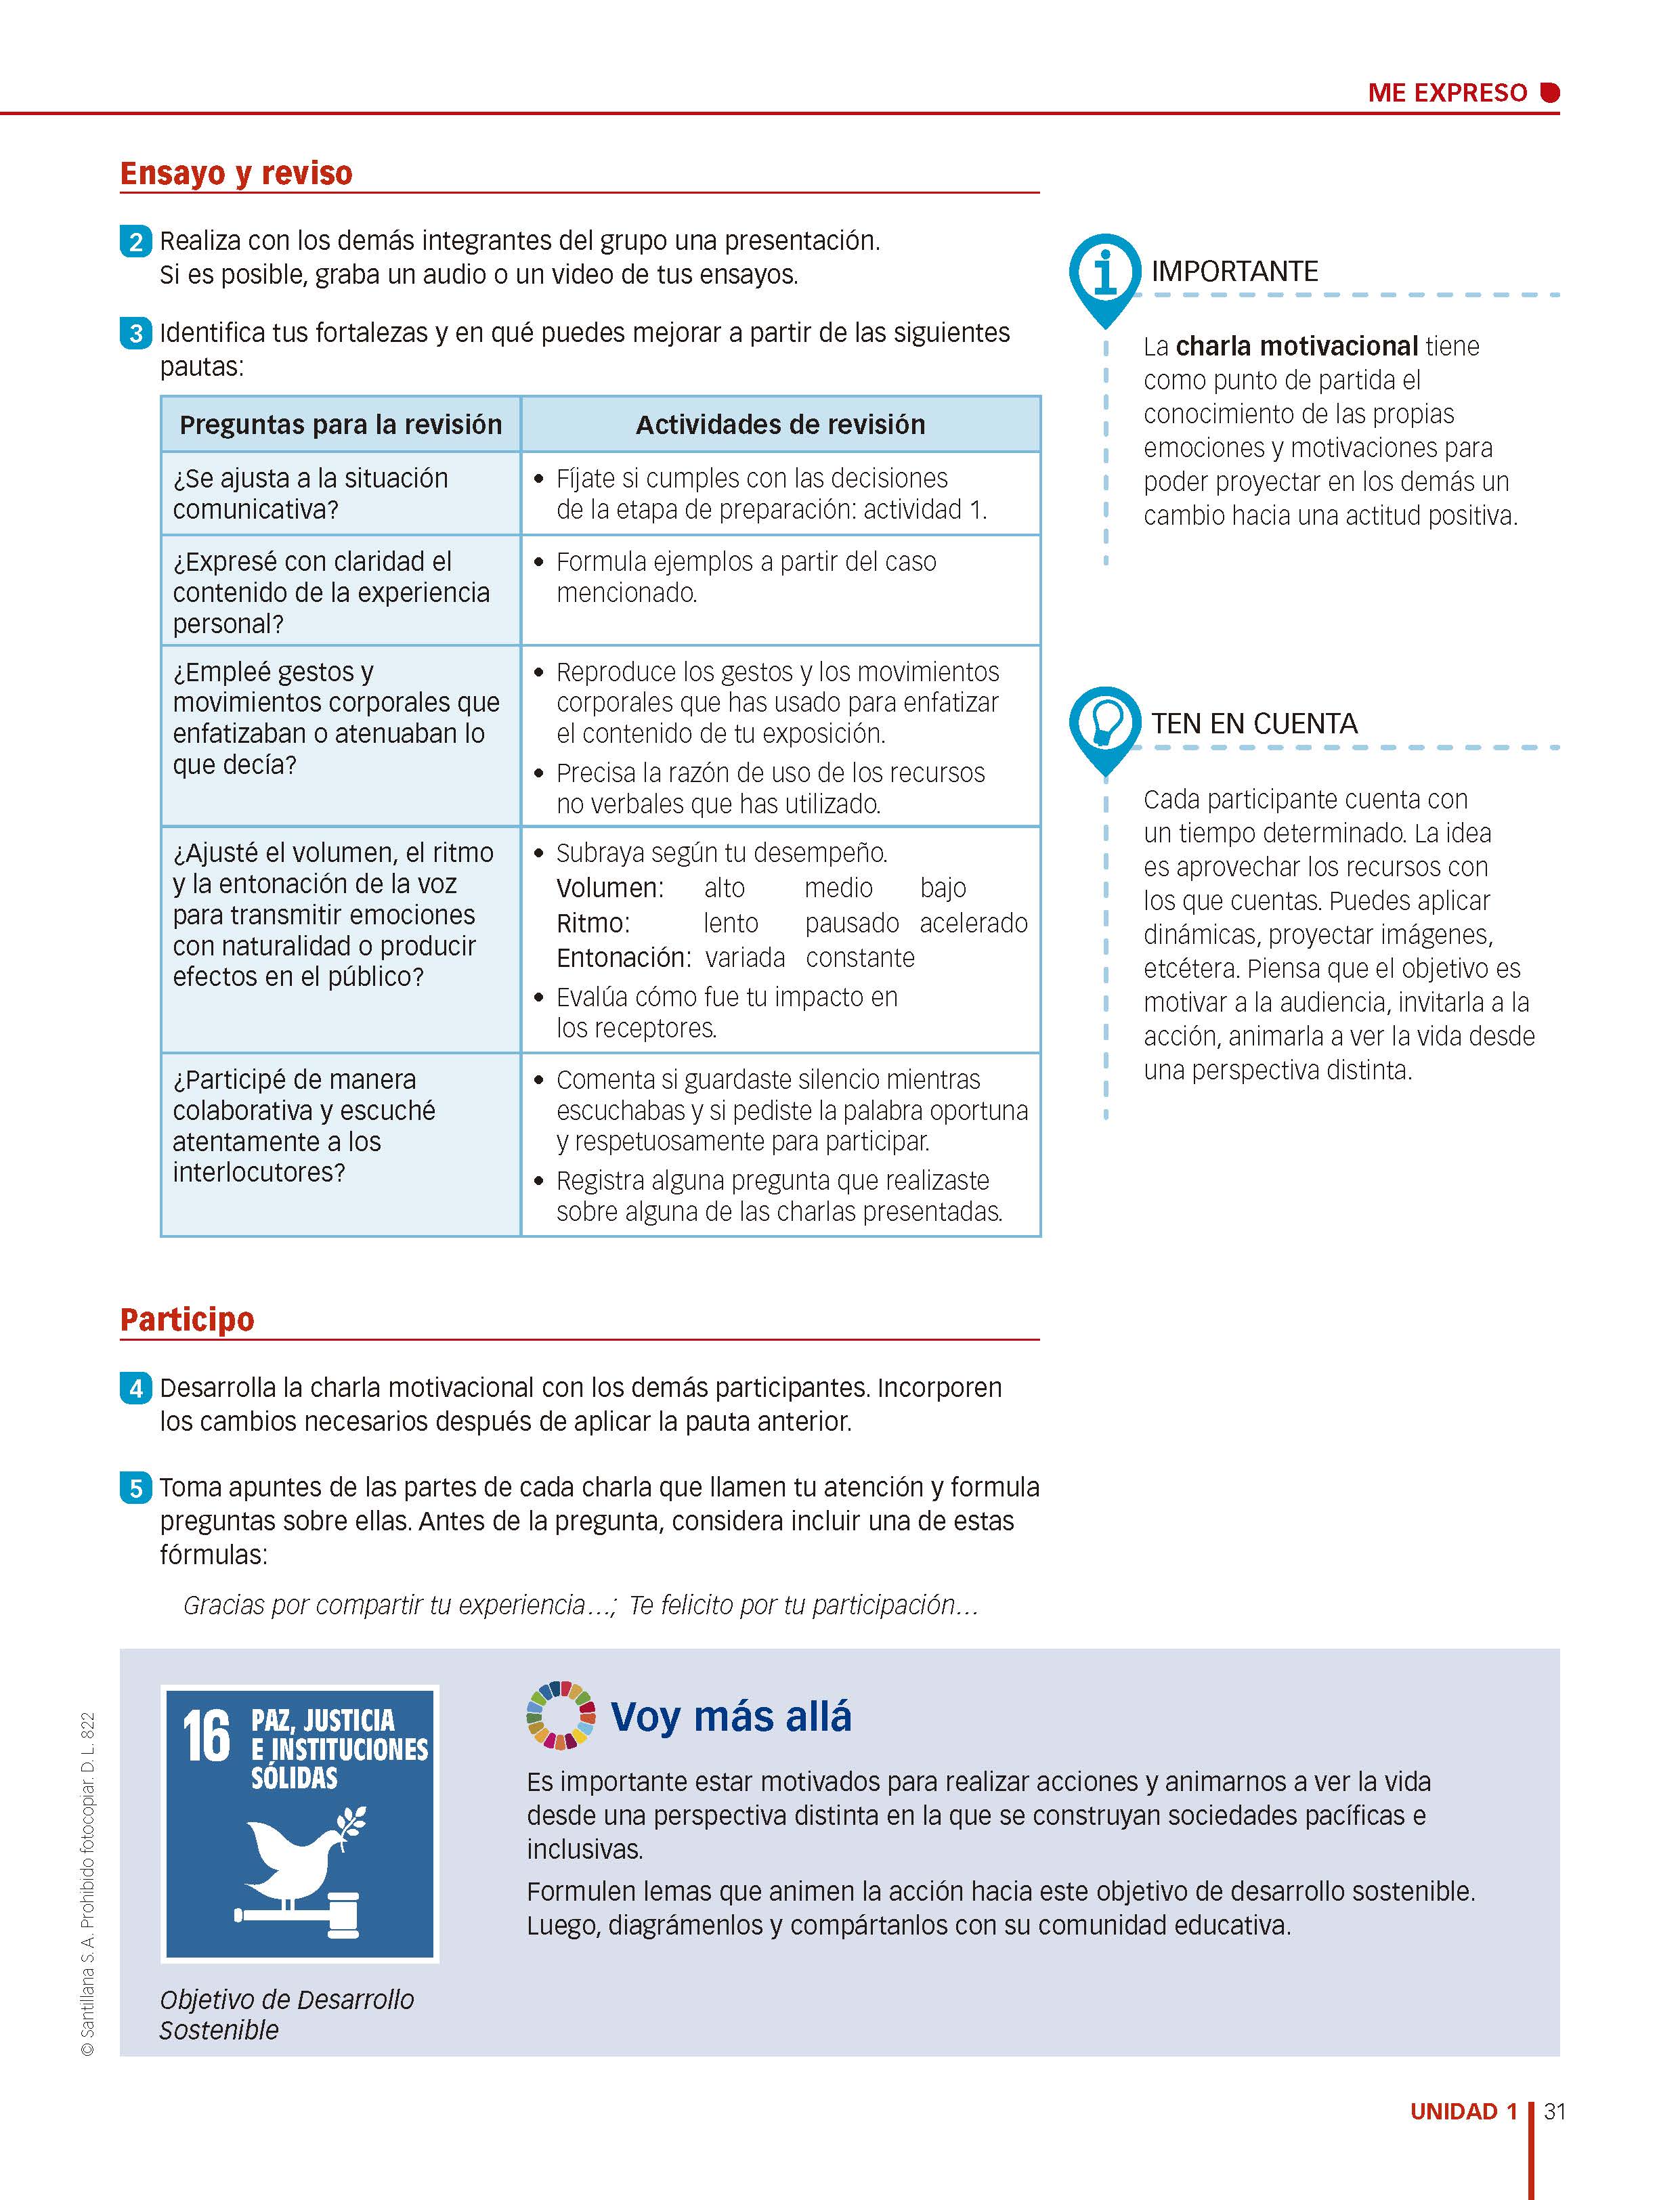 ME EXPRESO
Ensayo y reviso
2 Realiza con los demás integrantes del grupo una presentación.
Si es posible, graba un audio o un video de tus ensayos.
3 Identifica tus fortalezas y en qué puedes mejorar a partir de las siguientes
pautas:
Preguntas para la revisión
Actividades de revisión
¿Se ajusta a la situación
comunicativa?
• Fíjate si cumples con las decisiones
de la etapa de preparación: actividad 1.
¿Expresé con claridad el
contenido de la experiencia
personal?
• Formula ejemplos a partir del caso
mencionado.
¿Empleé gestos y
movimientos corporales que
enfatizaban o atenuaban lo
que decía?
• Reproduce los gestos y los movimientos
corporales que has usado para enfatizar
el contenido de tu exposición.
• Precisa la razón de uso de los recursos
no verbales que has utilizado.
¿Ajusté el volumen, el ritmo
y la entonación de la voz
para transmitir emociones
con naturalidad o producir
efectos en el público?
• Subraya según tu desempeño.
Volumen: alto medio bajo
Ritmo: lento pausado acelerado
Entonación: variada constante
• Evalúa cómo fue tu impacto en
los receptores.
¿Participé de manera
colaborativa y escuché
atentamente a los
interlocutores?
• Comenta si guardaste silencio mientras
escuchabas y si pediste la palabra oportuna
y respetuosamente para participar.
• Registra alguna pregunta que realizaste
sobre alguna de las charlas presentadas.
IMPORTANTE
La charla motivacional tiene
como punto de partida el
conocimiento de las propias
emociones y motivaciones para
poder proyectar en los demás un
cambio hacia una actitud positiva.
TEN EN CUENTA
Cada participante cuenta con
un tiempo determinado. La idea
es aprovechar los recursos con
los que cuentas. Puedes aplicar
dinámicas, proyectar imágenes,
etcétera. Piensa que el objetivo es
motivar a la audiencia, invitarla a la
acción, animarla a ver la vida desde
una perspectiva distinta.
Participo
4 Desarrolla la charla motivacional con los demás participantes. Incorporen
los cambios necesarios después de aplicar la pauta anterior.
5 Toma apuntes de las partes de cada charla que llamen tu atención y formula
preguntas sobre ellas. Antes de la pregunta, considera incluir una de estas
fórmulas:
Gracias por compartir tu experiencia…; Te felicito por tu participación…
16 PAZ, JUSTICIA
E INSTITUCIONES
SÓLIDAS
Objetivo de Desarrollo
Sostenible
Voy más allá
Es importante estar motivados para realizar acciones y animarnos a ver la vida
desde una perspectiva distinta en la que se construyan sociedades pacíficas e
inclusivas.
Formulen lemas que animen la acción hacia este objetivo de desarrollo sostenible.
Luego, diagrámenlos y compártanlos con su comunidad educativa.
© Santillana S. A. Prohibido fotocopiar. D. L. 822
UNIDAD 1 31